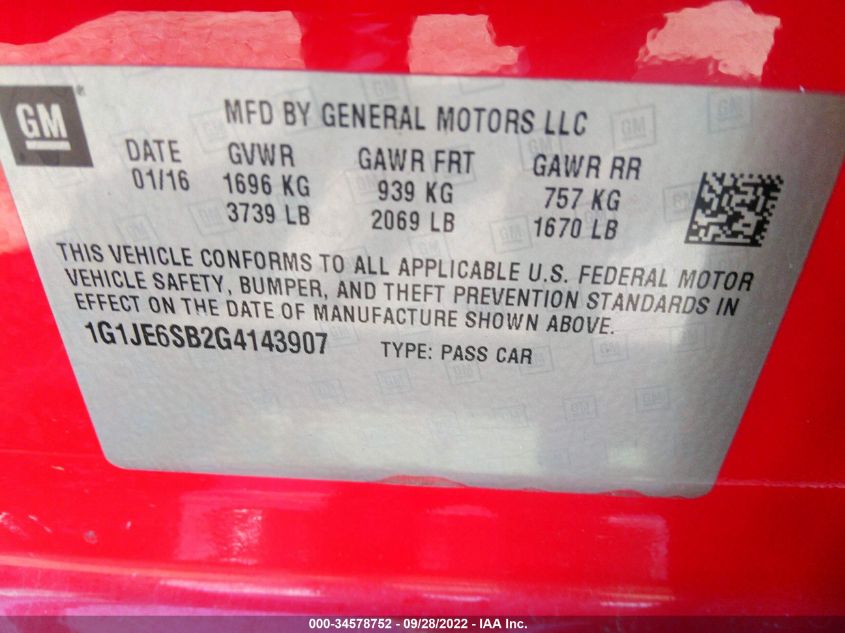 GM ®
MFD BY GENERAL MOTORS LLC
DATE GVWR GAWR FRT GAWR RR
01/16 1696 KG 939 KG 757 KG
3739 LB 2069 LB 1670 LB
THIS VEHICLE CONFORMS TO ALL APPLICABLE U.S. FEDERAL MOTOR
VEHICLE SAFETY, BUMPER, AND THEFT PREVENTION STANDARDS IN
EFFECT ON THE DATE OF MANUFACTURE SHOWN ABOVE.
1G1JE6SB2G4143907 TYPE: PASS CAR
000-34578752 - 09/28/2022 - IAA Inc.